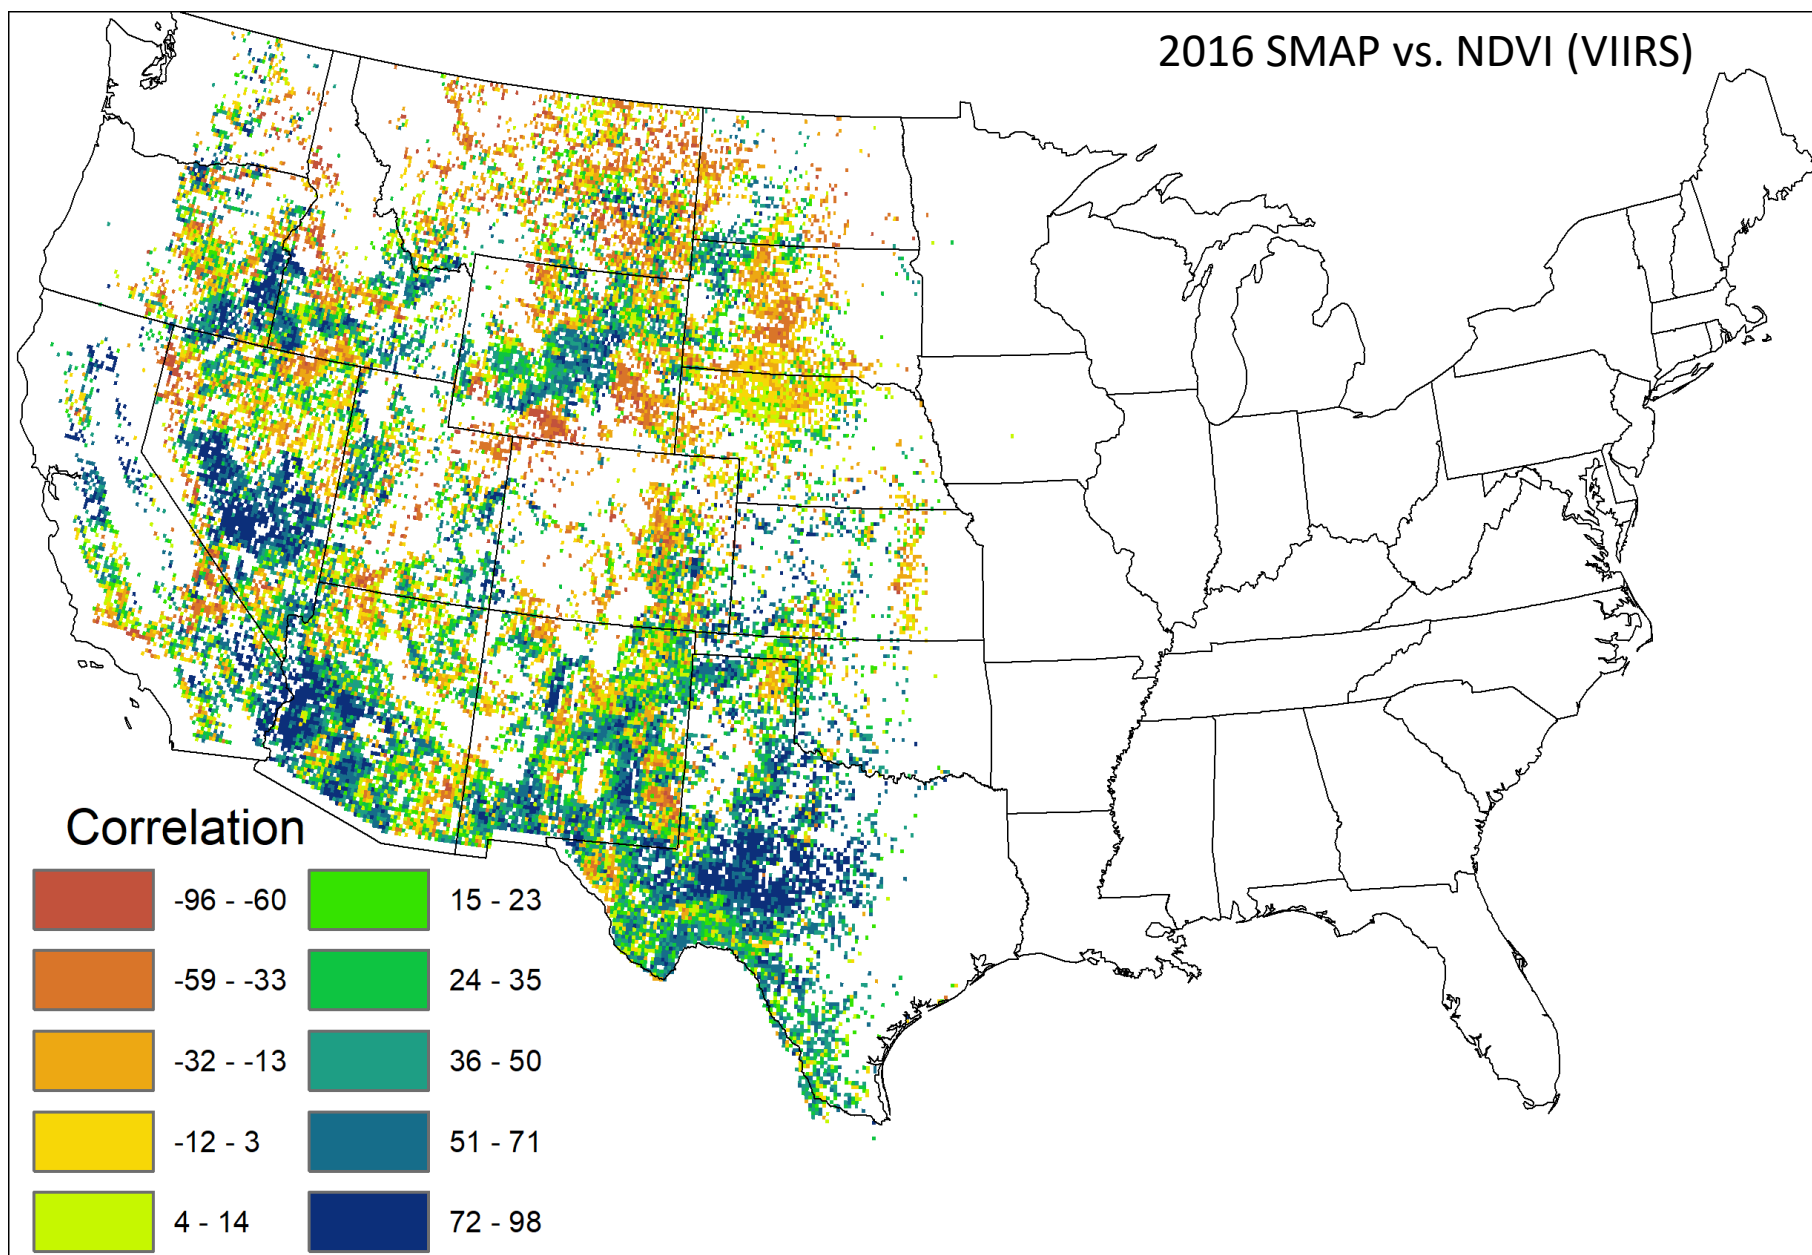 2016 SMAP vs. NDVI (VIIRS)
Correlation
-96 - -60
-59 - -33
-32 - -13
-12 - 3
4 - 14
15 - 23
24 - 35
36 - 50
51 - 71
72 - 98